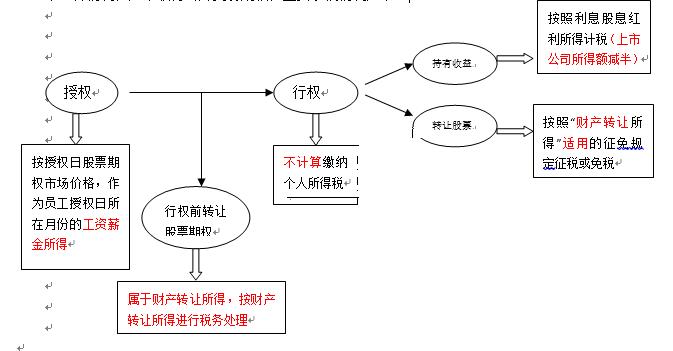 按照利息股息红
利所得计税（上市
公司所得额减半）
持有收益
授权
行权
转让股票
按照“财产转让所
得”适用的征免规
定征税或免税
按授权日股票期
权市场价格，作
为员工授权日所
在月份的工资薪
金所得
不计算缴纳
个人所得税
行权前转让
股票期权
属于财产转让所得，按财产
转让所得进行税务处理